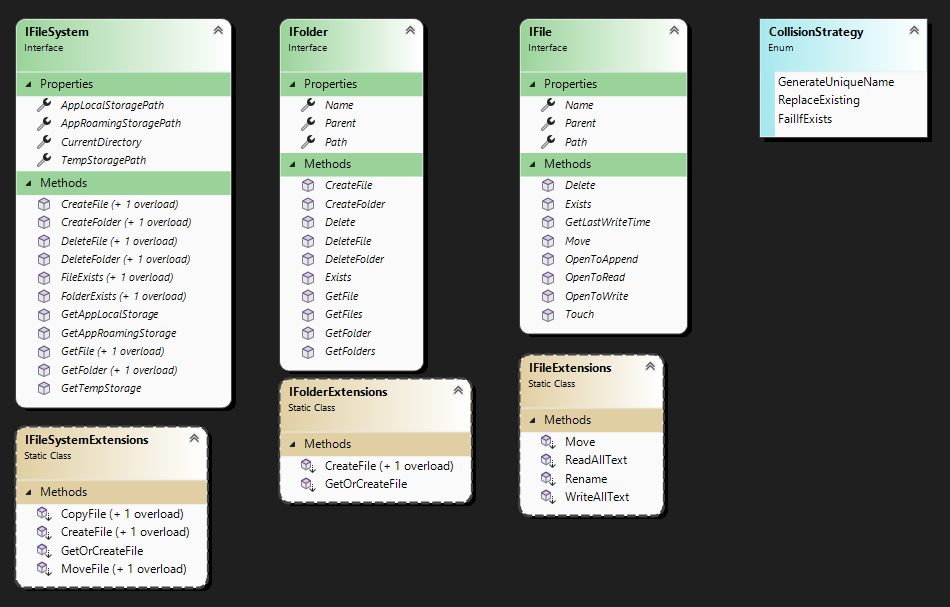 IFileSystem
Interface
Properties
AppLocalStoragePath
AppRoamingStoragePath
CurrentDirectory
TempStoragePath
Methods
CreateFile (+ 1 overload)
CreateFolder (+ 1 overload)
DeleteFile (+ 1 overload)
DeleteFolder (+ 1 overload)
FileExists (+ 1 overload)
FolderExists (+ 1 overload)
GetAppLocalStorage
GetAppRoamingStorage
GetFile (+ 1 overload)
GetFolder (+ 1 overload)
GetTempStorage
IFileSystemExtensions
Static Class
Methods
CopyFile (+ 1 overload)
CreateFile (+ 1 overload)
GetOrCreateFile
MoveFile (+ 1 overload)
IFolder
Interface
Properties
Name
Parent
Path
Methods
CreateFile
CreateFolder
Delete
DeleteFile
DeleteFolder
Exists
GetFile
GetFiles
GetFolder
GetFolders
IFolderExtensions
Static Class
Methods
CreateFile (+ 1 overload)
GetOrCreateFile
IFile
Interface
Properties
Name
Parent
Path
Methods
Delete
Exists
GetLastWriteTime
Move
OpenToAppend
OpenToRead
OpenToWrite
Touch
IFileExtensions
Static Class
Methods
Move
ReadAllText
Rename
WriteAllText
CollisionStrategy
Enum
GenerateUniqueName
ReplaceExisting
FailIfExists